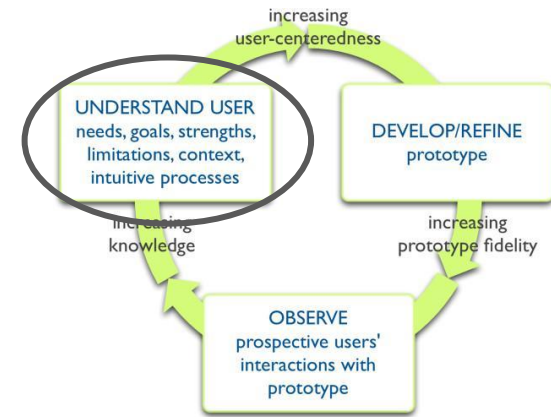 increasing
user-centeredness
UNDERSTAND USER
needs, goals, strengths,
limitations, context,
intuitive processes
DEVELOP/REFINE
prototype
increasing
knowledge
increasing
prototype fidelity
OBSERVE
prospective users'
interactions with
prototype